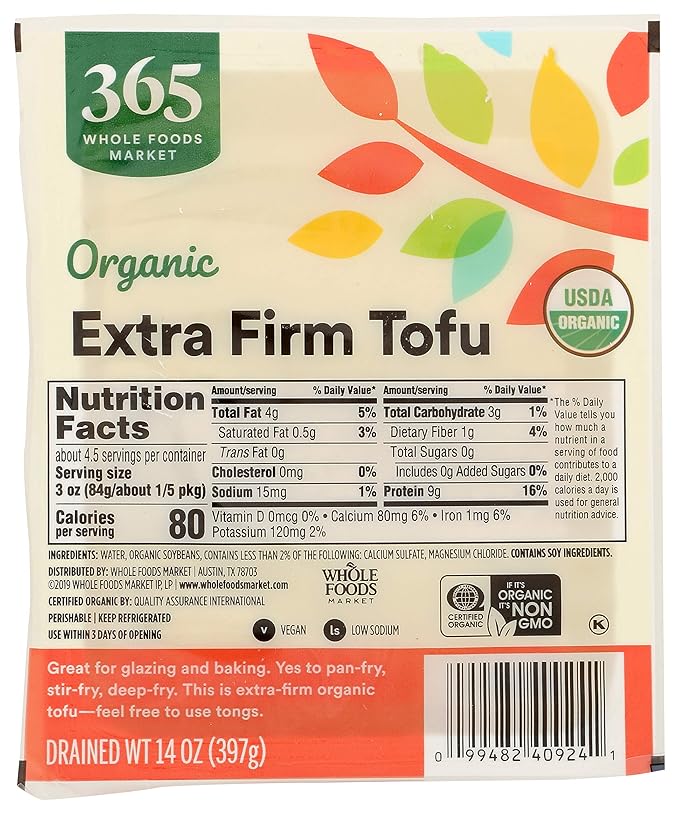 365
WHOLE FOODS
MARKET
Organic
Extra Firm Tofu
USDA
ORGANIC
Nutrition
Facts
about 4.5 servings per container
Serving size
3 oz (84g/about 1/5 pkg)
Calories
per serving
80
Amount/serving % Daily Value*
Total Fat 4g 5%
Saturated Fat 0.5g 3%
Trans Fat 0g
Cholesterol 0mg 0%
Sodium 15mg 1%
Amount/serving % Daily Value*
Total Carbohydrate 3g 1%
Dietary Fiber 1g 4%
Total Sugars 0g
Includes 0g Added Sugars 0%
Protein 9g 16%
Vitamin D 0mcg 0% • Calcium 80mg 6% • Iron 1mg 6%
Potassium 120mg 2%
*The % Daily
Value tells you
how much a
nutrient in a
serving of food
contributes to a
daily diet. 2,000
calories a day is
used for general
nutrition advice.
INGREDIENTS: WATER, ORGANIC SOYBEANS, CONTAINS LESS THAN 2% OF THE FOLLOWING: CALCIUM SULFATE, MAGNESIUM CHLORIDE. CONTAINS SOY INGREDIENTS.
DISTRIBUTED BY: WHOLE FOODS MARKET | AUSTIN, TX 78703
©2019 WHOLE FOODS MARKET IP, LP | www.wholefoodsmarket.com
CERTIFIED ORGANIC BY: QUALITY ASSURANCE INTERNATIONAL
PERISHABLE | KEEP REFRIGERATED
USE WITHIN 3 DAYS OF OPENING
WHOLE
FOODS
MARKET
V VEGAN
ls LOW SODIUM
CERTIFIED
ORGANIC
IF IT'S
ORGANIC
IT'S NON
GMO
K
Great for glazing and baking. Yes to pan-fry,
stir-fry, deep-fry. This is extra-firm organic
tofu—feel free to use tongs.
DRAINED WT 14 OZ (397g)
0 99482 40924 1